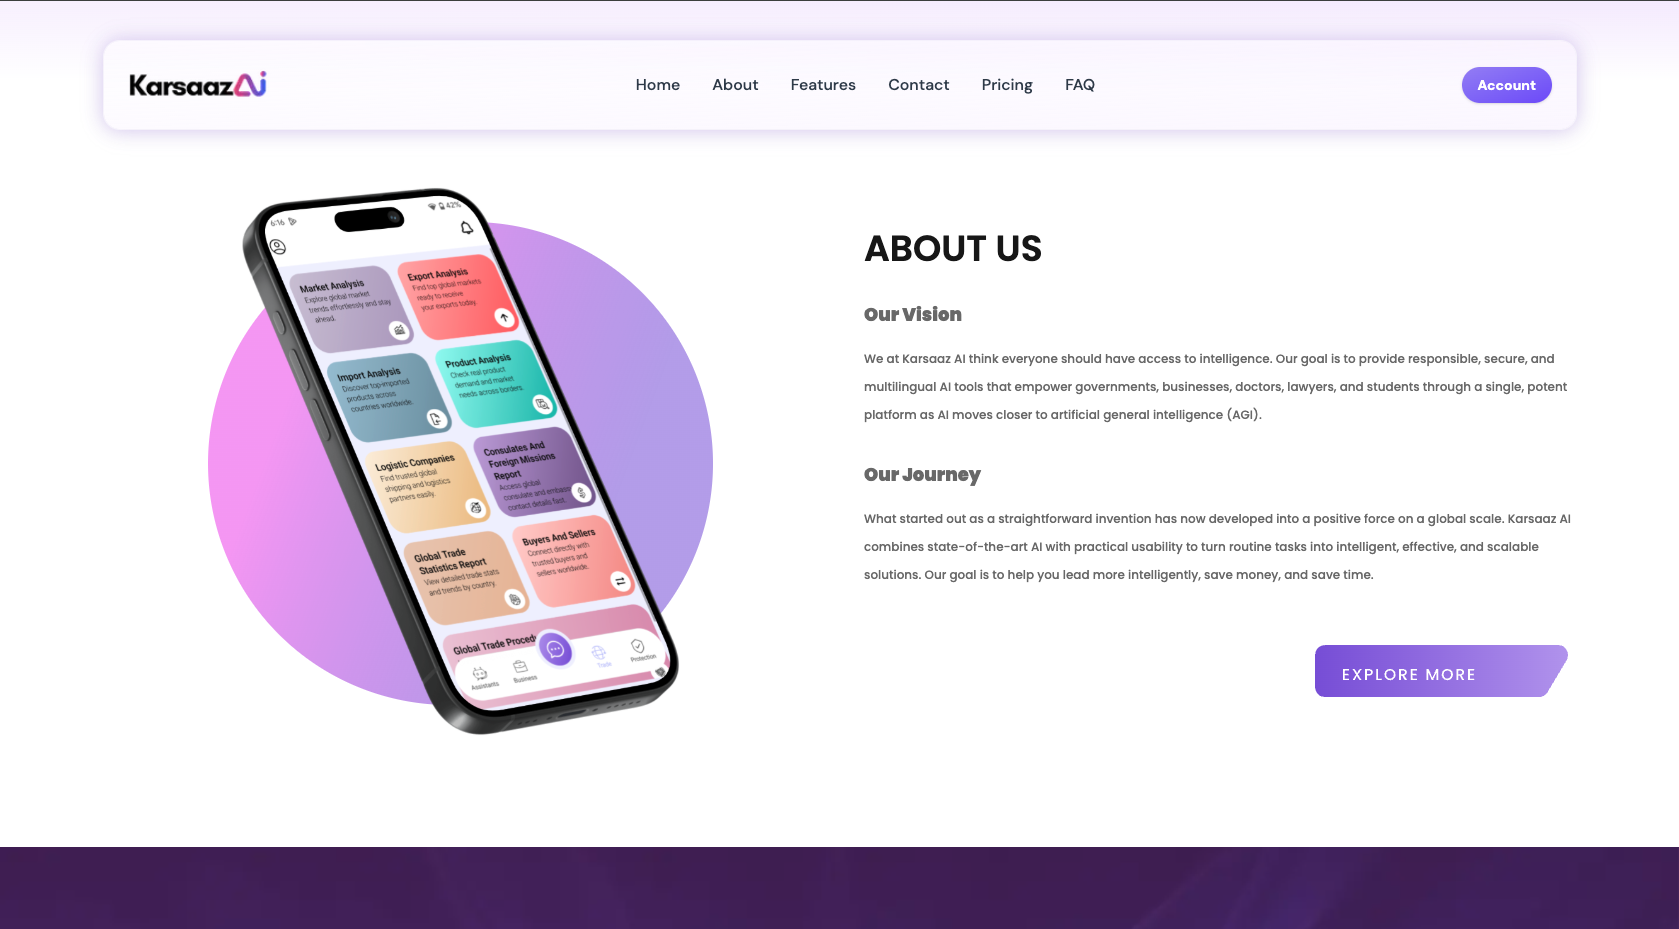 KarsaazAi
Home
About
Features
Contact
Pricing
FAQ
Account
6:16
42%
Market Analysis
Explore global market
trends effortlessly and stay
ahead.
Export Analysis
Find top global markets
ready to receive
your exports today.
Import Analysis
Discover top-imported
products across
countries worldwide.
Product Analysis
Check real product
demand and market
needs across borders.
Logistic Companies
Find trusted global
shipping and logistics
partners easily.
Consulates And
Foreign Missions
Report
Access global
consulate and embassy
contact details fast.
Global Trade
Statistics Report
View detailed trade stats
and trends by country.
Buyers And Sellers
Connect directly with
trusted buyers and
sellers worldwide.
Global Trade
Assistants
Business
Trade
Protection
ABOUT US
Our Vision
We at Karsaaz AI think everyone should have access to intelligence. Our goal is to provide responsible, secure, and
multilingual AI tools that empower governments, businesses, doctors, lawyers, and students through a single, potent
platform as AI moves closer to artificial general intelligence (AGI).
Our Journey
What started out as a straightforward invention has now developed into a positive force on a global scale. Karsaaz AI
combines state-of-the-art AI with practical usability to turn routine tasks into intelligent, effective, and scalable
solutions. Our goal is to help you lead more intelligently, save money, and save time.
EXPLORE MORE